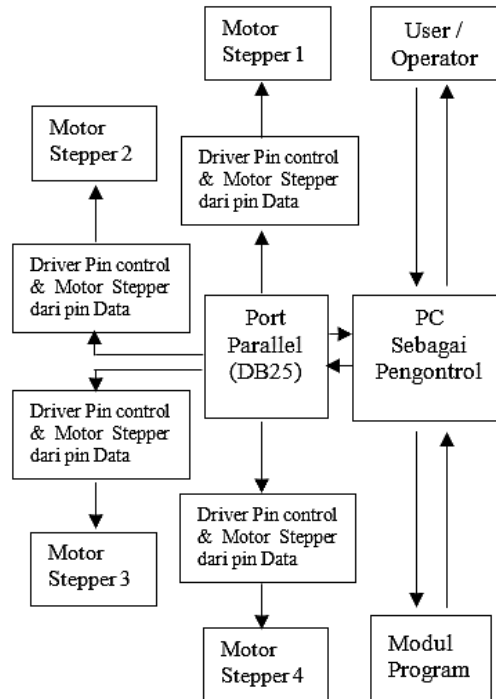 Motor
Stepper 1
User /
Operator
Motor
Stepper 2
Driver Pin control
& Motor Stepper
dari pin Data
Driver Pin control
& Motor Stepper
dari pin Data
Port
Parallel
(DB25)
PC
Sebagai
Pengontrol
Driver Pin control
& Motor Stepper
dari pin Data
Driver Pin control
& Motor Stepper
dari pin Data
Motor
Stepper 3
Motor
Stepper 4
Modul
Program